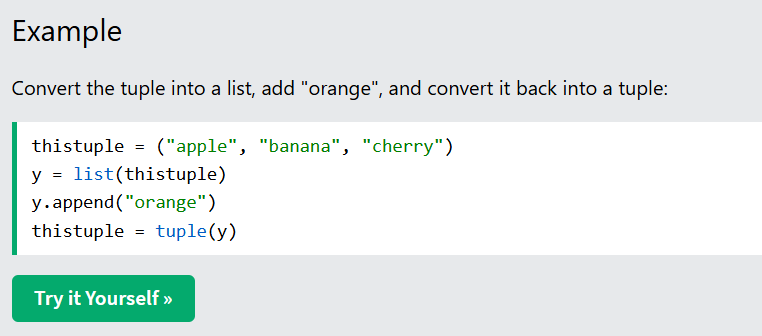 Example
Convert the tuple into a list, add "orange", and convert it back into a tuple:
thistuple = ("apple", "banana", "cherry")
y = list(thistuple)
y.append("orange")
thistuple = tuple(y)
Try it Yourself »